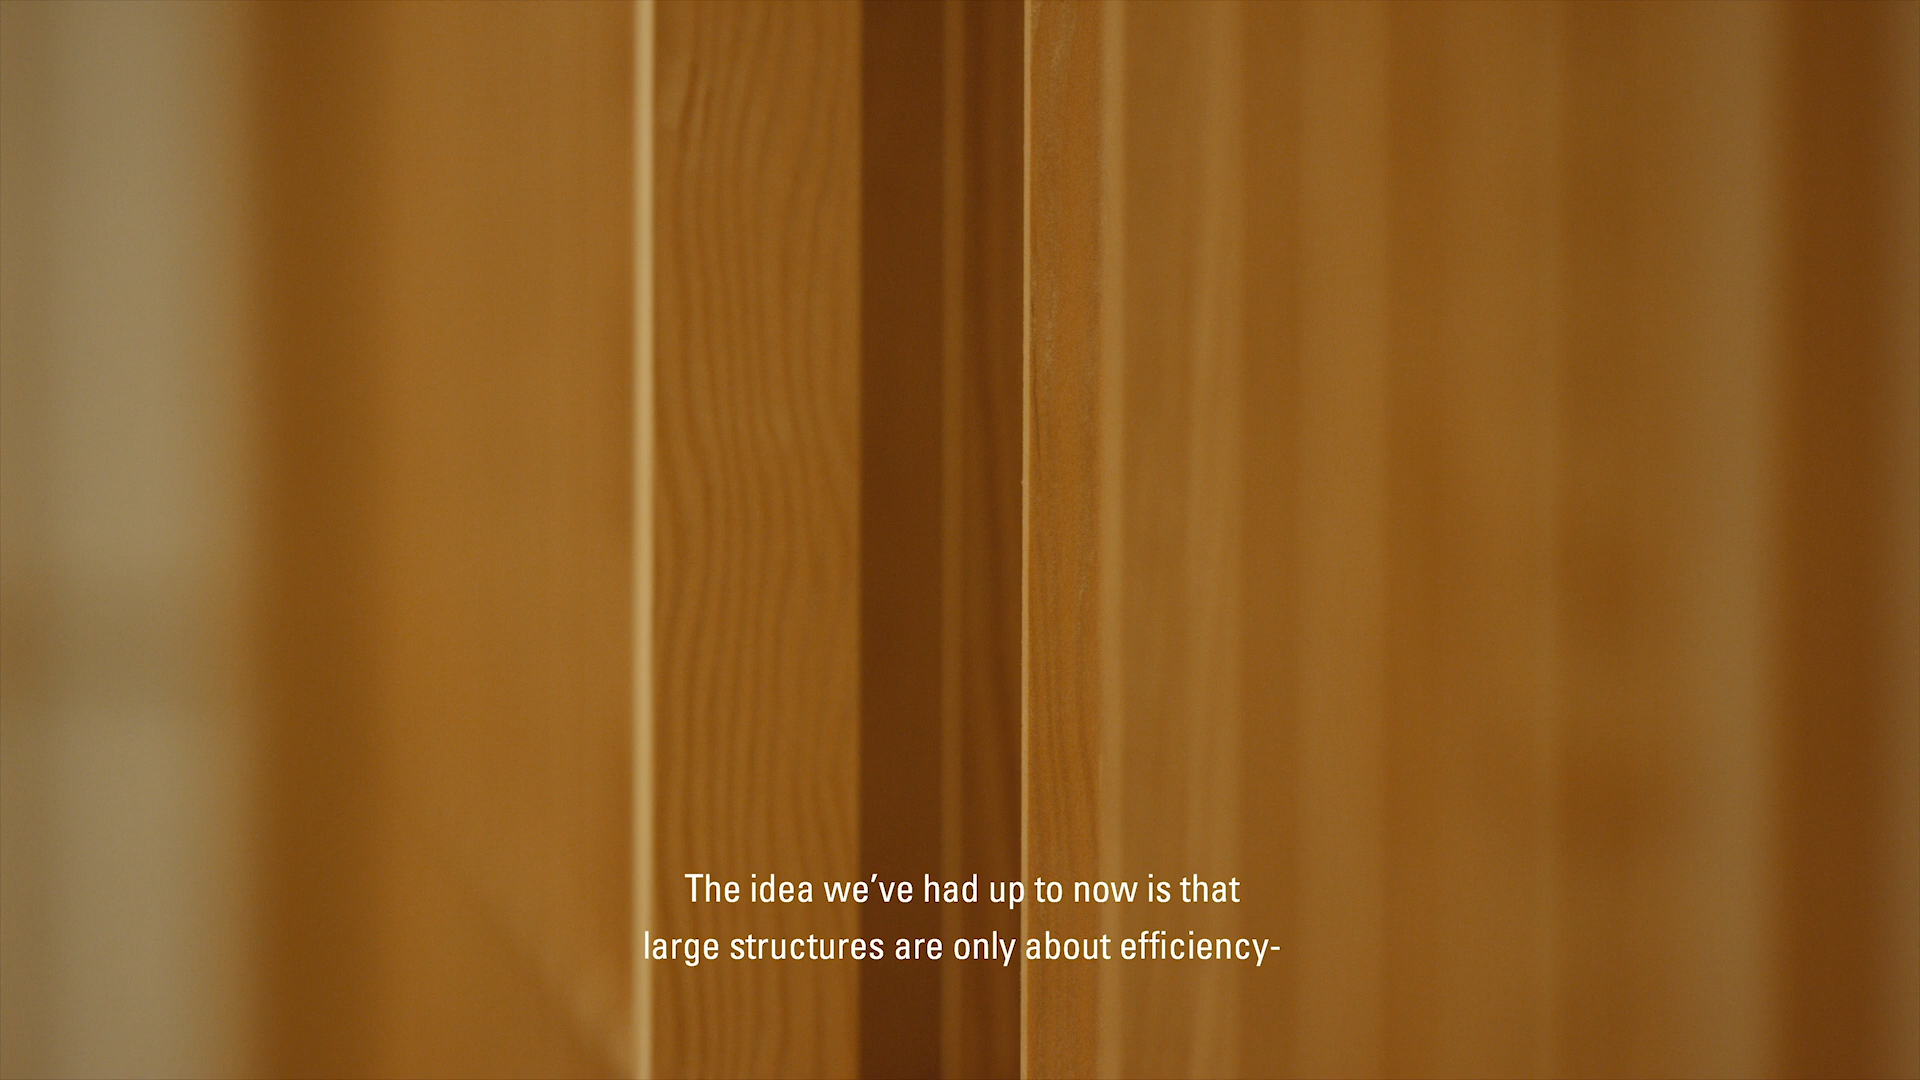 The idea we’ve had up to now is that
large structures are only about efficiency-